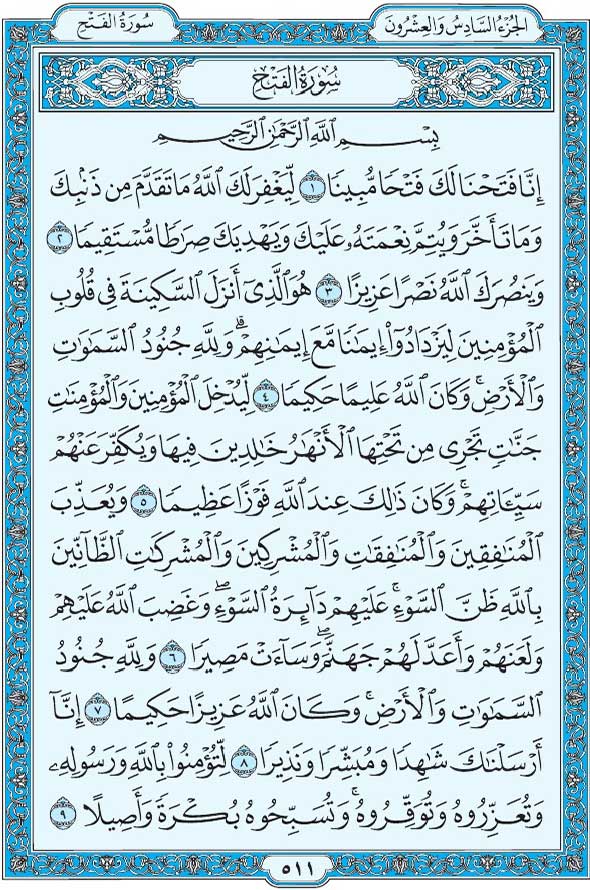 الجُزْءُ السَّادِسُ وَالعِشْرُونَ
سُورَةُ الفَتْحِ
سُورَةُ الفَتْحِ
بِسْمِ ٱللَّهِ ٱلرَّحْمَٰنِ ٱلرَّحِيمِ
إِنَّا فَتَحْنَا لَكَ فَتْحًا مُّبِينًا ١ لِّيَغْفِرَ لَكَ ٱللَّهُ مَا تَقَدَّمَ مِن ذَنۢبِكَ
وَمَا تَأَخَّرَ وَيُتِمَّ نِعْمَتَهُۥ عَلَيْكَ وَيَهْدِيَكَ صِرَٰطًا مُّسْتَقِيمًا ٢
وَيَنصُرَكَ ٱللَّهُ نَصْرًا عَزِيزًا ٣ هُوَ ٱلَّذِىٓ أَنزَلَ ٱلسَّكِينَةَ فِى قُلُوبِ
ٱلْمُؤْمِنِينَ لِيَزْدَادُوٓا۟ إِيمَٰنًا مَّعَ إِيمَٰنِهِمْ ۗ وَلِلَّهِ جُنُودُ ٱلسَّمَٰوَٰتِ
وَٱلْأَرْضِ ۚ وَكَانَ ٱللَّهُ عَلِيمًا حَكِيمًا ٤ لِّيُدْخِلَ ٱلْمُؤْمِنِينَ وَٱلْمُؤْمِنَٰتِ
جَنَّٰتٍ تَجْرِى مِن تَحْتِهَا ٱلْأَنْهَٰرُ خَٰلِدِينَ فِيهَا وَيُكَفِّرَ عَنْهُمْ
سَيِّـَٔاتِهِمْ ۚ وَكَانَ ذَٰلِكَ عِندَ ٱللَّهِ فَوْزًا عَظِيمًا ٥ وَيُعَذِّبَ
ٱلْمُنَٰفِقِينَ وَٱلْمُنَٰفِقَٰتِ وَٱلْمُشْرِكِينَ وَٱلْمُشْرِكَٰتِ ٱلظَّآنِّينَ
بِٱللَّهِ ظَنَّ ٱلسَّوْءِ ۚ عَلَيْهِمْ دَآئِرَةُ ٱلسَّوْءِ ۖ وَغَضِبَ ٱللَّهُ عَلَيْهِمْ
وَلَعَنَهُمْ وَأَعَدَّ لَهُمْ جَهَنَّمَ ۖ وَسَآءَتْ مَصِيرًا ٦ وَلِلَّهِ جُنُودُ
ٱلسَّمَٰوَٰتِ وَٱلْأَرْضِ ۚ وَكَانَ ٱللَّهُ عَزِيزًا حَكِيمًا ٧ إِنَّآ
أَرْسَلْنَٰكَ شَٰهِدًا وَمُبَشِّرًا وَنَذِيرًا ٨ لِّتُؤْمِنُوا۟ بِٱللَّهِ وَرَسُولِهِۦ
وَتُعَزِّرُوهُ وَتُوَقِّرُوهُ ۚ وَتُسَبِّحُوهُ بُكْرَةً وَأَصِيلًا ٩
٥١١